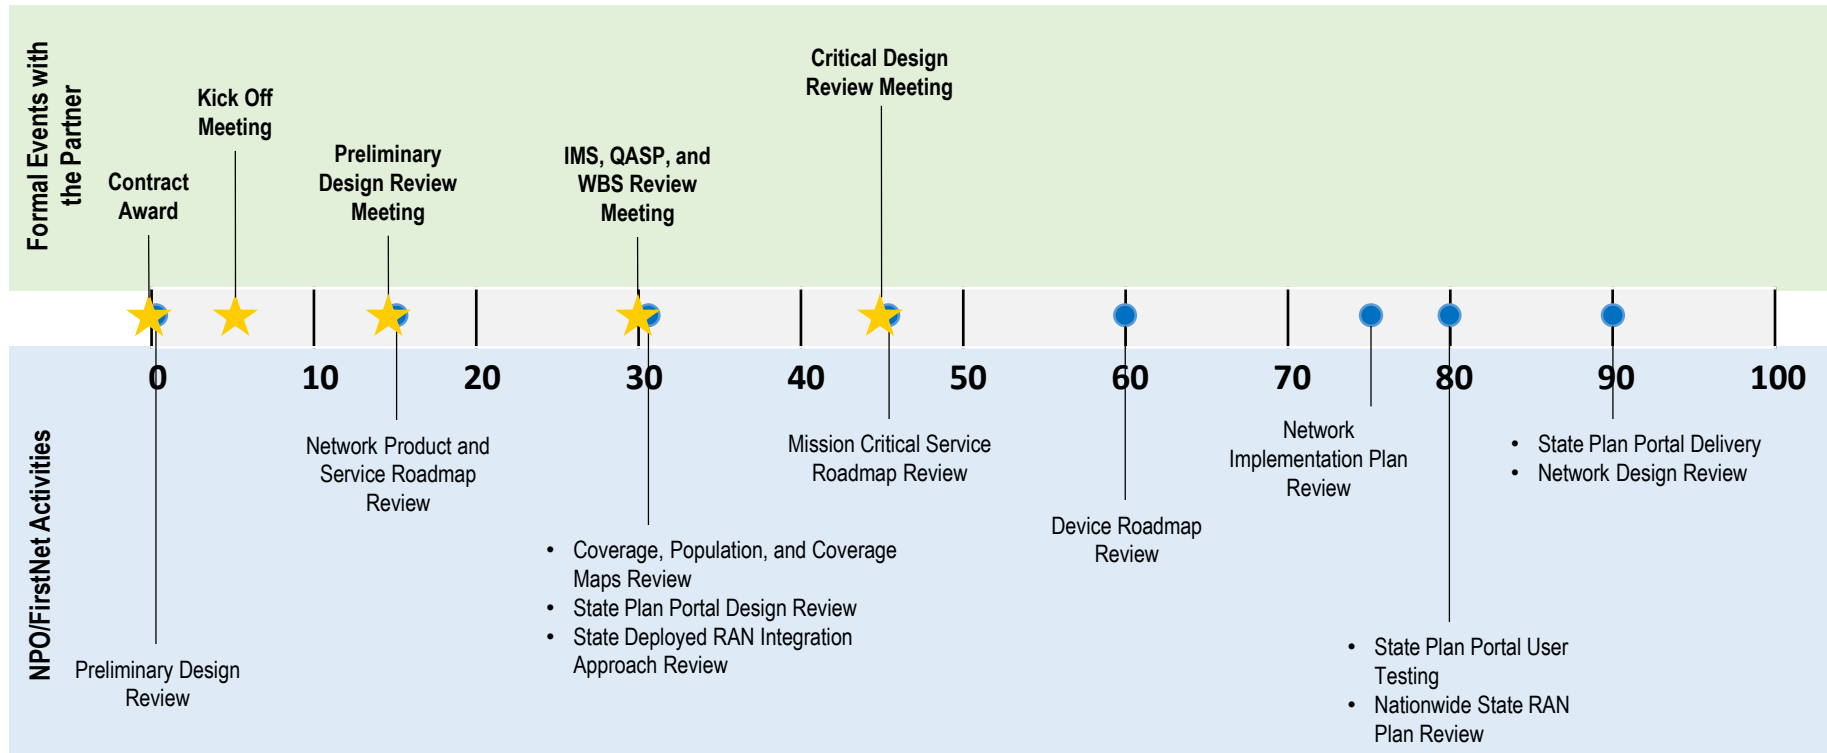 Formal Events with
the Partner
Contract
Award
Kick Off
Meeting
Preliminary
Design Review
Meeting
IMS, QASP, and
WBS Review
Meeting
Critical Design
Review Meeting
0 10 20 30 40 50 60 70 80 90 100
NPO/FirstNet Activities
Preliminary Design
Review
Network Product and
Service Roadmap
Review
• Coverage, Population, and Coverage
Maps Review
• State Plan Portal Design Review
• State Deployed RAN Integration
Approach Review
Mission Critical Service
Roadmap Review
Device Roadmap
Review
Network
Implementation Plan
Review
• State Plan Portal User
Testing
• Nationwide State RAN
Plan Review
• State Plan Portal Delivery
• Network Design Review